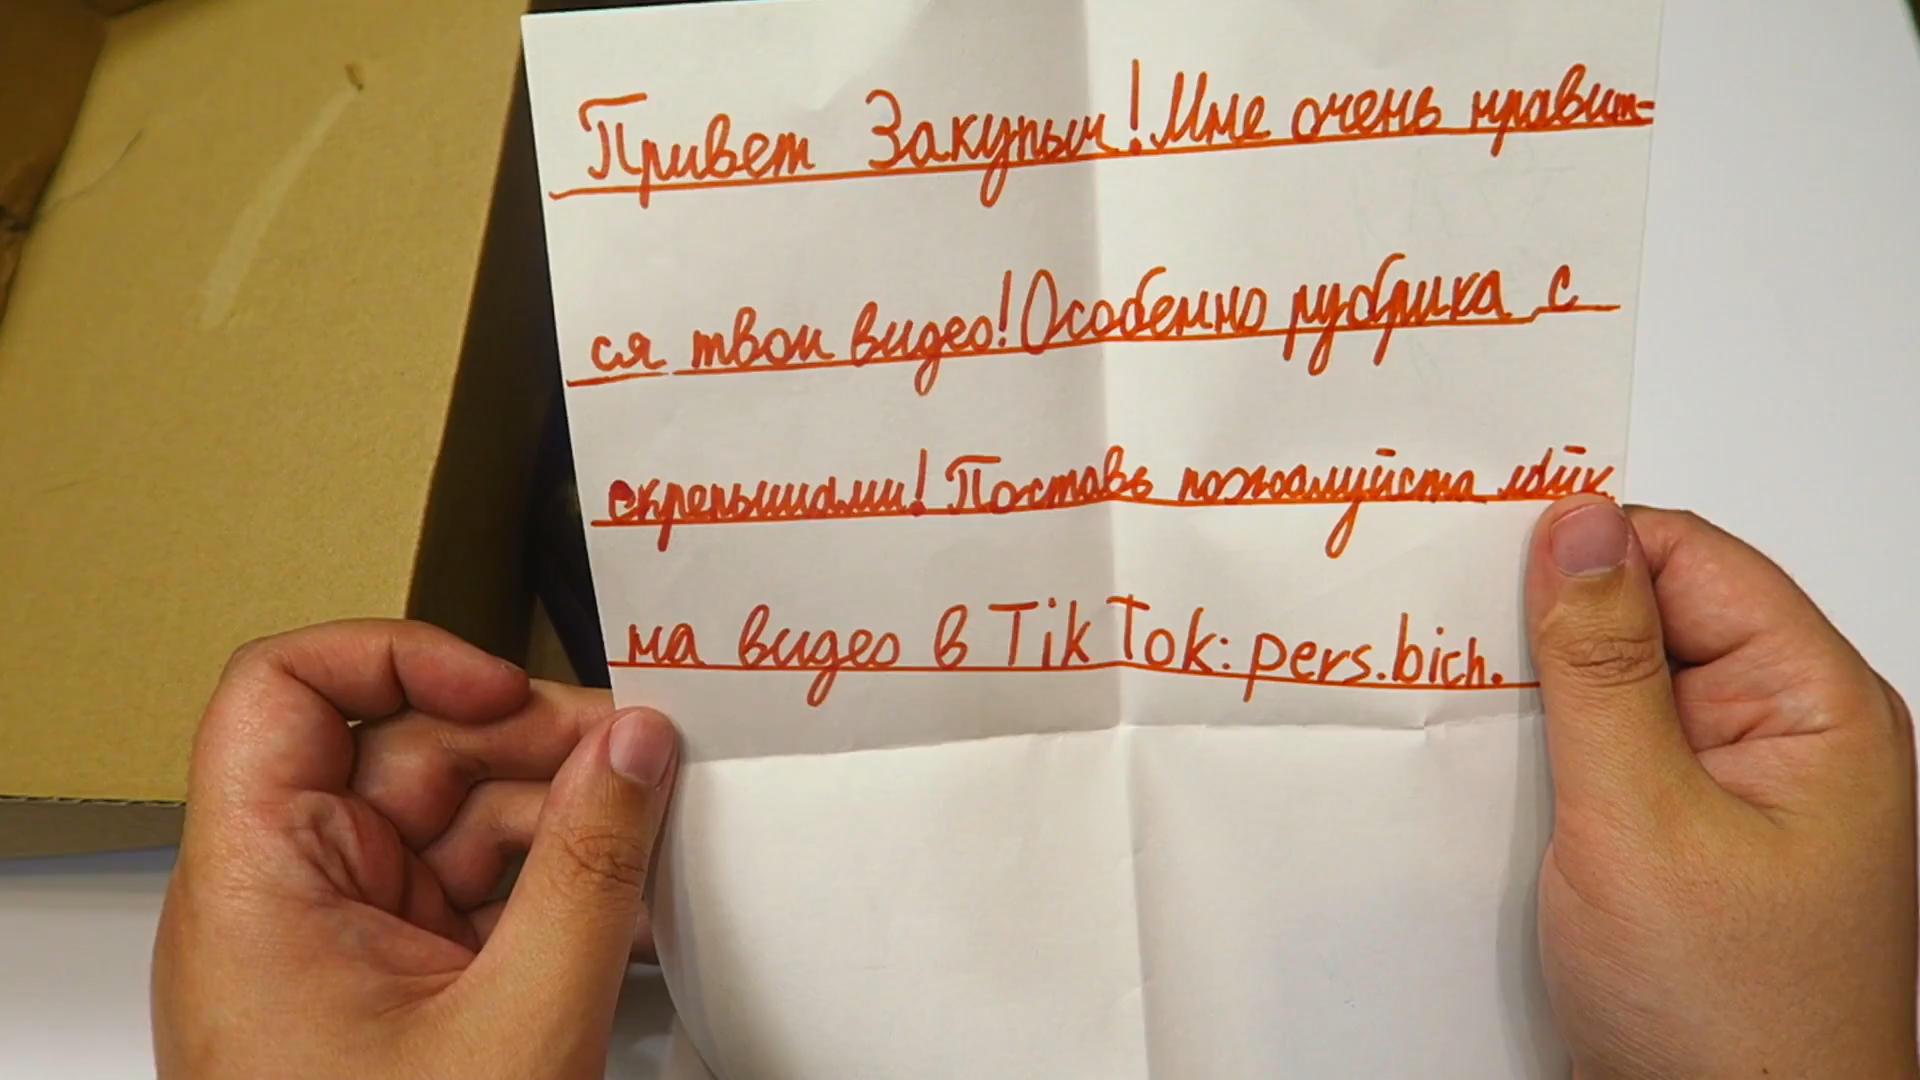 Привет Закупыч! Мне очень нравит-
ся твои видео! Особенно рубрика с
скрепышами! Поставь пожалуйста лайк
на видео в TikTok: pers.bich.